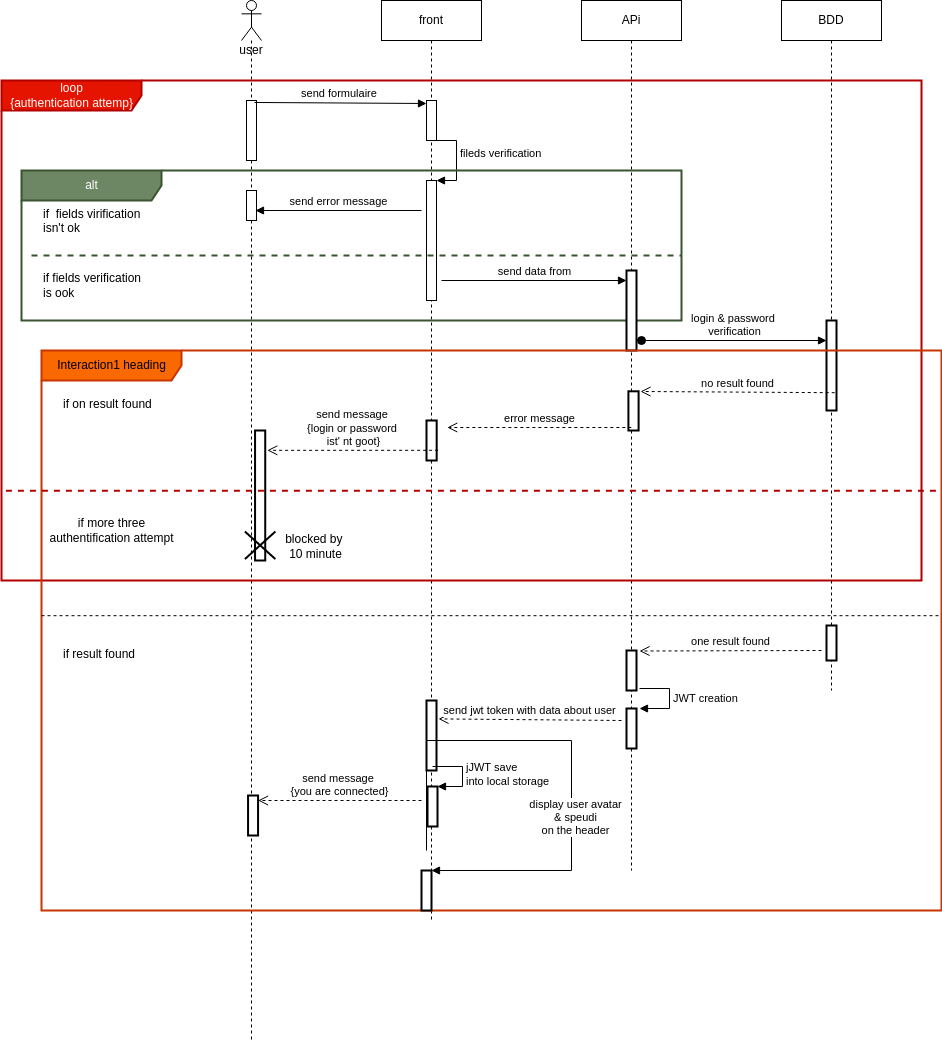 front
APi
BDD
user
loop
{authentication attemp}
send formulaire
fileds verification
alt
if  fields virification
isn't ok
send error message
if fields verification
is ook
send data from
login & password
verification
Interaction1 heading
if on result found
no result found
send message
{login or password
ist' nt goot}
error message
if more three
authentification attempt
blocked by
10 minute
if result found
one result found
JWT creation
send jwt token with data about user
jJWT save
into local storage
send message
{you are connected}
display user avatar
& speudi
on the header